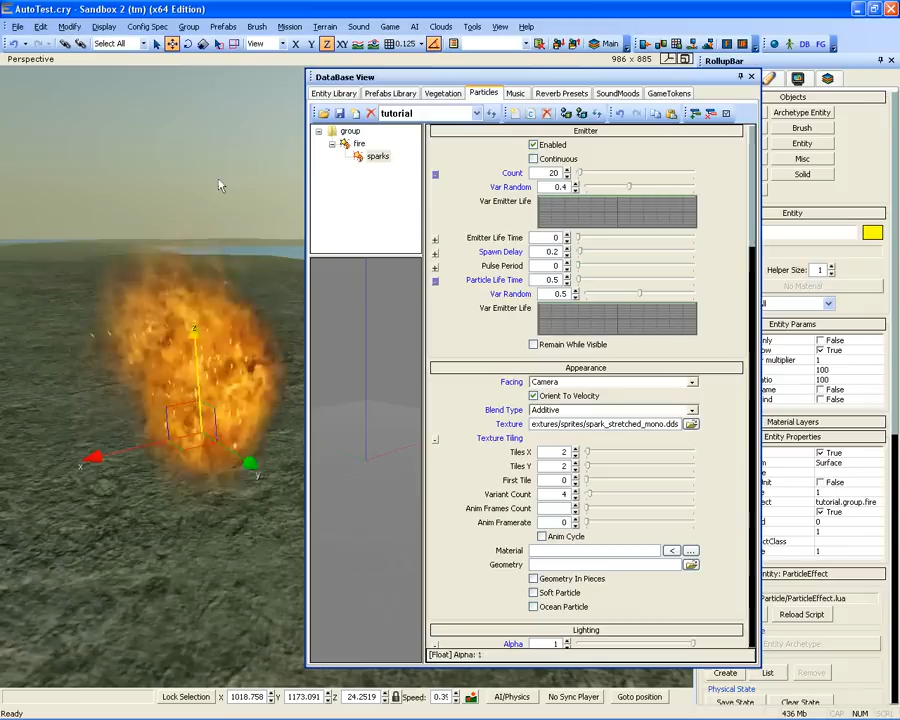 AutoTest.cry - Sandbox 2 (tm) (x64 Edition)
File Edit Modify Display Config Spec Group Prefabs Brush Mission Terrain Sound Game AI Clouds Tools View Help
Select All View X Y Z XY 0.125 Main DB FG
Perspective 986 x 885 RollupBar
DataBase View
Entity Library Prefabs Library Vegetation Particles Music Reverb Presets SoundMoods GameTokens
tutorial
group
fire
sparks
Emitter
Enabled
Continuous
Count 20
Var Random 0.4
Var Emitter Life
Emitter Life Time 0
Spawn Delay 0.2
Pulse Period 0
Particle Life Time 0.5
Var Random 0.5
Var Emitter Life
Remain While Visible
Appearance
Facing Camera
Orient To Velocity
Blend Type Additive
Texture extures/sprites/spark_stretched_mono.dds
Texture Tiling
Tiles X 2
Tiles Y 2
First Tile 0
Variant Count 4
Anim Frames Count
Anim Framerate 0
Anim Cycle
Material < ...
Geometry
Geometry In Pieces
Soft Particle
Ocean Particle
Lighting
Alpha 1
[Float] Alpha: 1
Objects
Archetype Entity
Brush
Entity
Misc
Solid
Entity
Helper Size: 1
No Material
Entity Params
False
True
multiplier 1
100
100
False
False
Material Layers
Entity Properties
True
Surface
False
1
tutorial.group.fire
True
0
1
1
Entity: ParticleEffect
Particle/ParticleEffect.lua
Reload Script
Entity Archetype
Create List Remove
Physical State
Save State Clear State
z
x
y
Lock Selection X 1018.758 Y 1173.091 Z 24.2519 Speed: AI/Physics No Sync Player Goto position
Ready 436 Mb CAP NUM SCRL